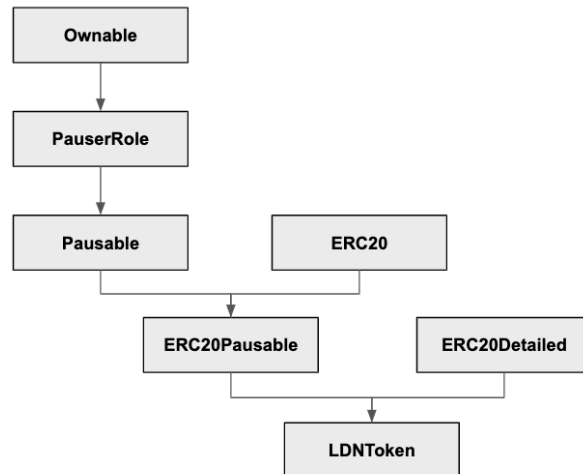 Ownable
PauserRole
Pausable
ERC20
ERC20Pausable
ERC20Detailed
LDNToken